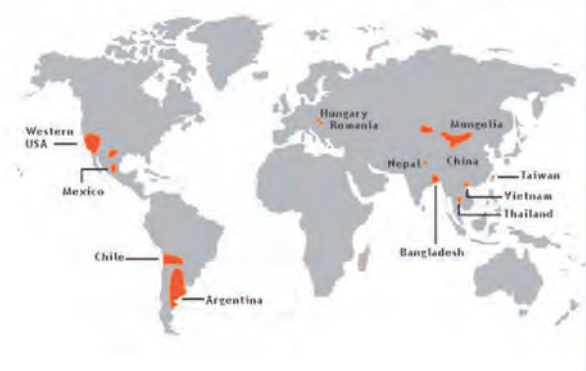 Western
USA
Mexico
Chile
Argentina
Hungary
Romania
Mongolia
Nepal
China
Taiwan
Vietnam
Thailand
Bangladesh